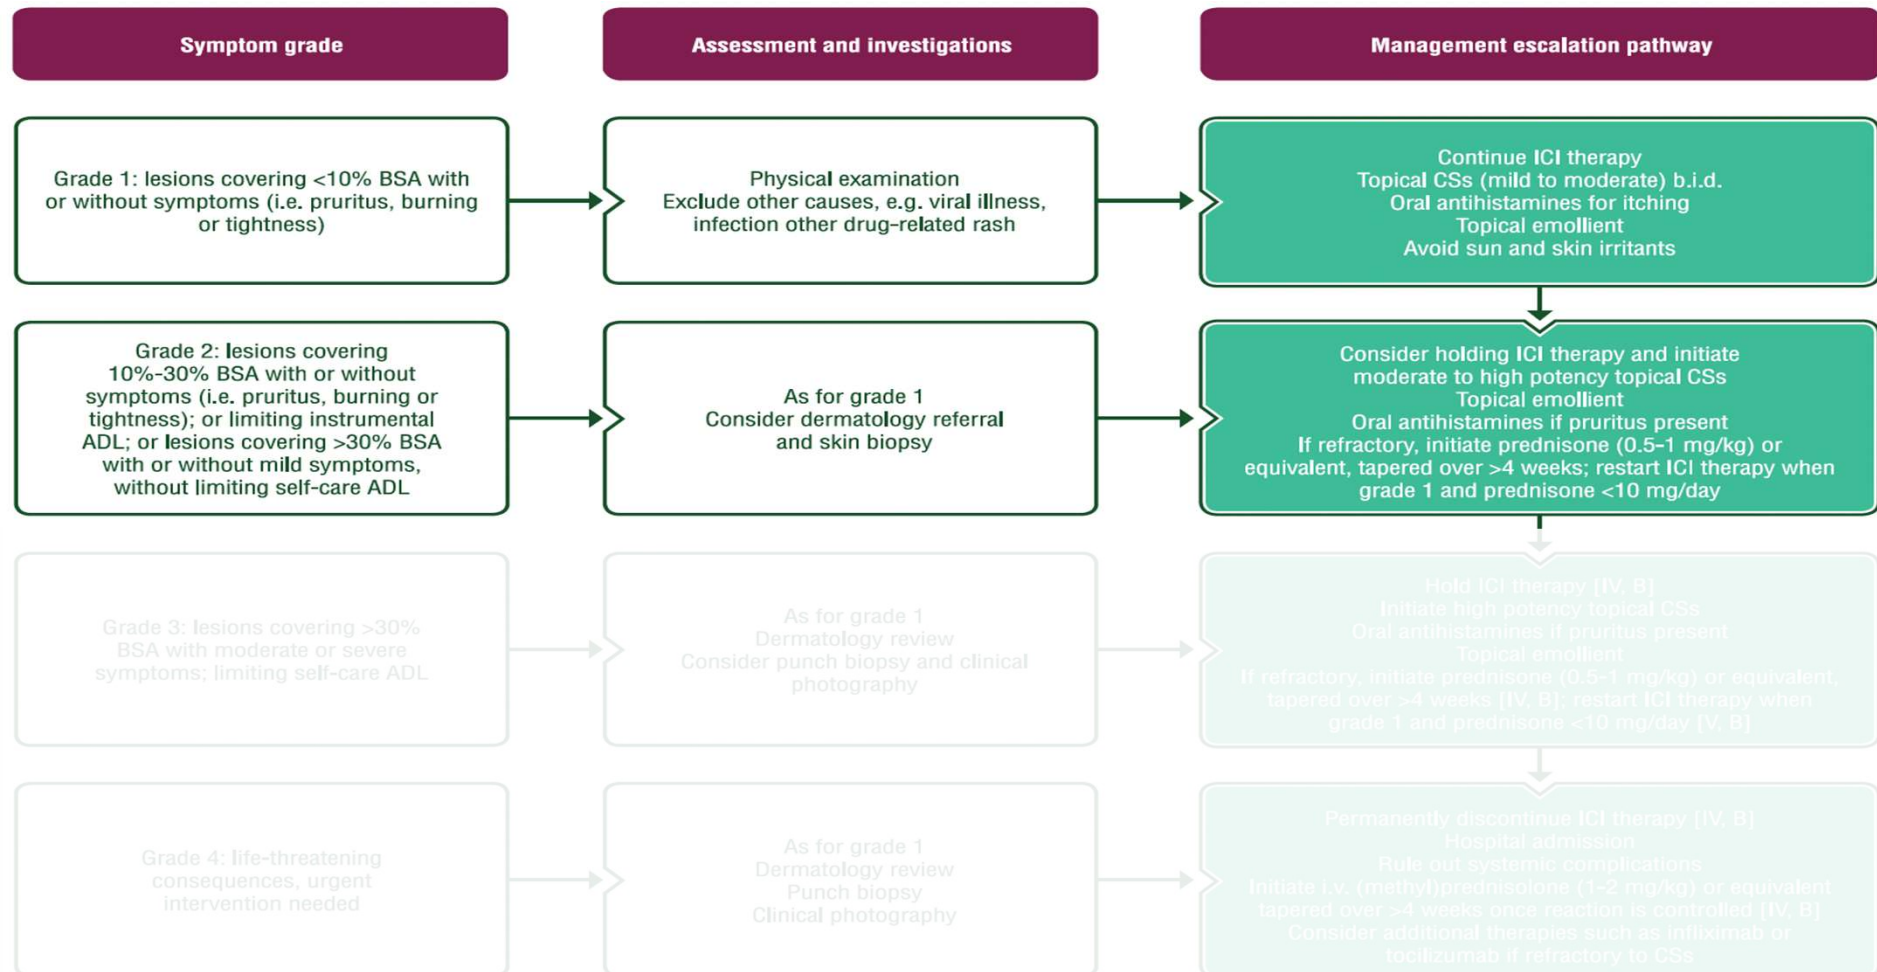 Symptom grade
Assessment and investigations
Management escalation pathway
Grade 1: lesions covering <10% BSA with
or without symptoms (i.e. pruritus, burning
or tightness)
Physical examination
Exclude other causes, e.g. viral illness,
infection other drug-related rash
Continue ICI therapy
Topical CSs (mild to moderate) b.i.d.
Oral antihistamines for itching
Topical emollient
Avoid sun and skin irritants
Grade 2: lesions covering
10%-30% BSA with or without
symptoms (i.e. pruritus, burning or
tightness); or limiting instrumental
ADL; or lesions covering >30% BSA
with or without mild symptoms,
without limiting self-care ADL
As for grade 1
Consider dermatology referral
and skin biopsy
Consider holding ICI therapy and initiate
moderate to high potency topical CSs
Topical emollient
Oral antihistamines if pruritus present
If refractory, initiate prednisone (0.5-1 mg/kg) or
equivalent, tapered over >4 weeks; restart ICI therapy when
grade 1 and prednisone <10 mg/day
Grade 3: lesions covering >30%
BSA with moderate or severe
symptoms; limiting self-care ADL
As for grade 1
Dermatology review
Consider punch biopsy and clinical
photography
Hold ICI therapy [IV, B]
Initiate high potency topical CSs
Oral antihistamines if pruritus present
Topical emollient
If refractory, initiate prednisone (0.5-1 mg/kg) or equivalent,
tapered over >4 weeks [IV, B]; restart ICI therapy when
grade 1 and prednisone <10 mg/day [V, B]
Grade 4: life-threatening
consequences, urgent
intervention needed
As for grade 1
Dermatology review
Punch biopsy
Clinical photography
Permanently discontinue ICI therapy [IV, B]
Hospital admission
Rule out systemic complications
Initiate i.v. (methyl)prednisolone (1-2 mg/kg) or equivalent
tapered over >4 weeks once reaction is controlled [IV, B]
Consider additional therapies such as infliximab or
tocilizumab if refractory to CSs